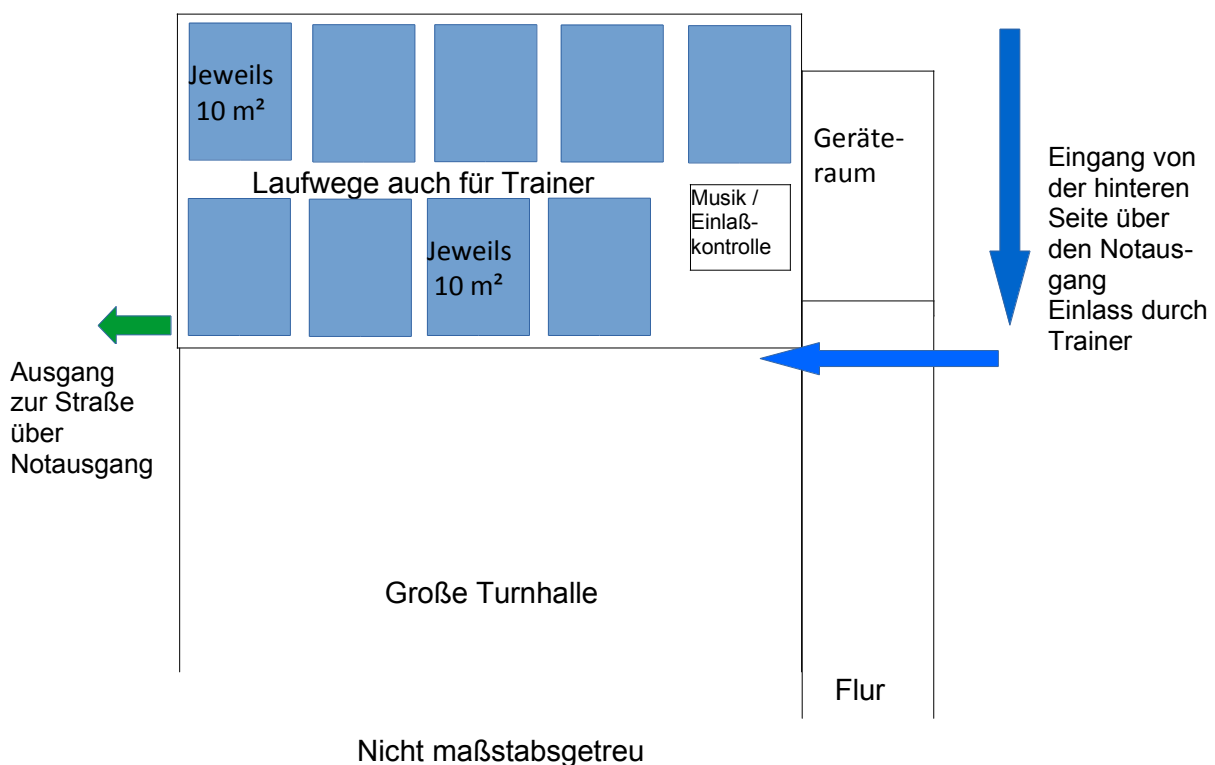 Jeweils
10 m²
Laufwege auch für Trainer
Musik /
Einlaß-
kontrolle
Jeweils
10 m²
Geräte-
raum
Eingang von
der hinteren
Seite über
den Notaus-
gang
Einlass durch
Trainer
Ausgang
zur Straße
über
Notausgang
Große Turnhalle
Flur
Nicht maßstabsgetreu